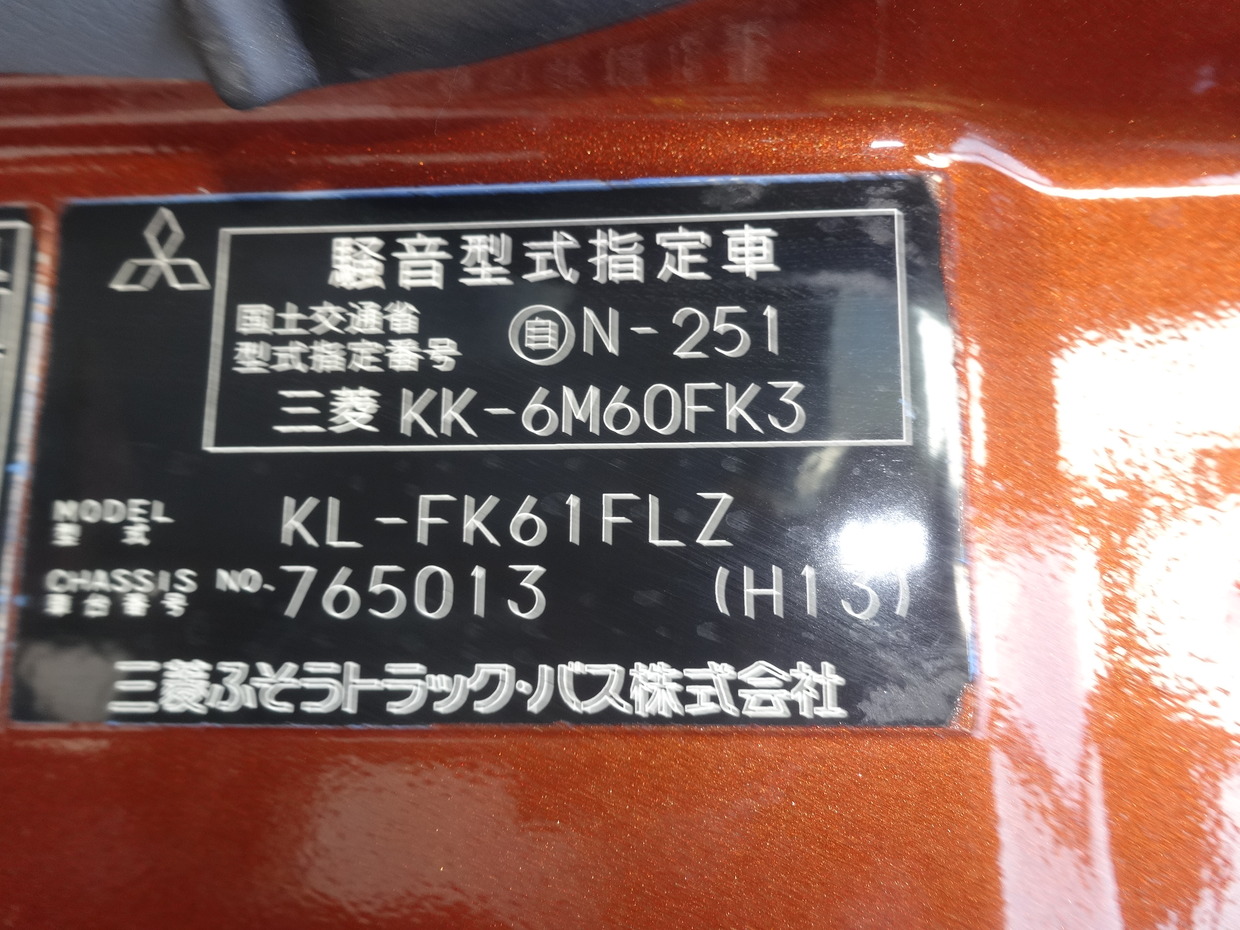 騒音型式指定車
国土交通省
型式指定番号 自 N-251
三菱 KK-6M60FK3
MODEL
型式 KL-FK61FLZ
CHASSIS NO.
車台番号 765013 (H13)
三菱ふそうトラック・バス株式会社